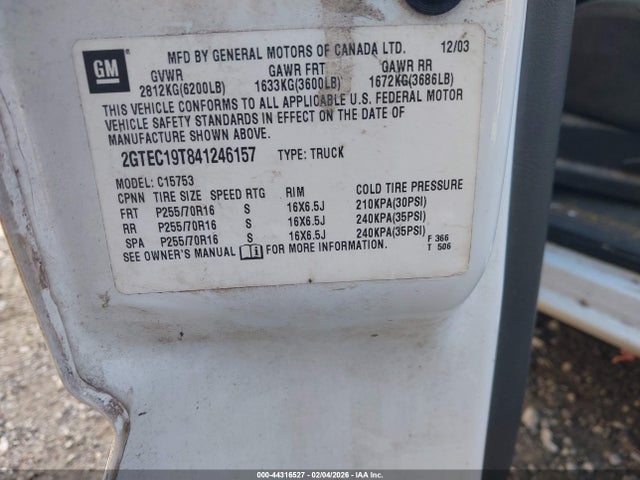 GM
MFD BY GENERAL MOTORS OF CANADA LTD. 12/03
GVWR GAWR FRT GAWR RR
2812KG(6200LB) 1633KG(3600LB) 1672KG(3686LB)
THIS VEHICLE CONFORMS TO ALL APPLICABLE U.S. FEDERAL MOTOR
VEHICLE SAFETY STANDARDS IN EFFECT ON THE DATE OF
MANUFACTURE SHOWN ABOVE.
2GTEC19T841246157 TYPE: TRUCK
MODEL: C15753
CPNN TIRE SIZE SPEED RTG RIM COLD TIRE PRESSURE
FRT P255/70R16 S 16X6.5J 210KPA(30PSI)
RR P255/70R16 S 16X6.5J 240KPA(35PSI)
SPA P255/70R16 S 16X6.5J 240KPA(35PSI)
SEE OWNER'S MANUAL FOR MORE INFORMATION.
F 366
T 506
000-44316527 - 02/04/2026 - IAA Inc.